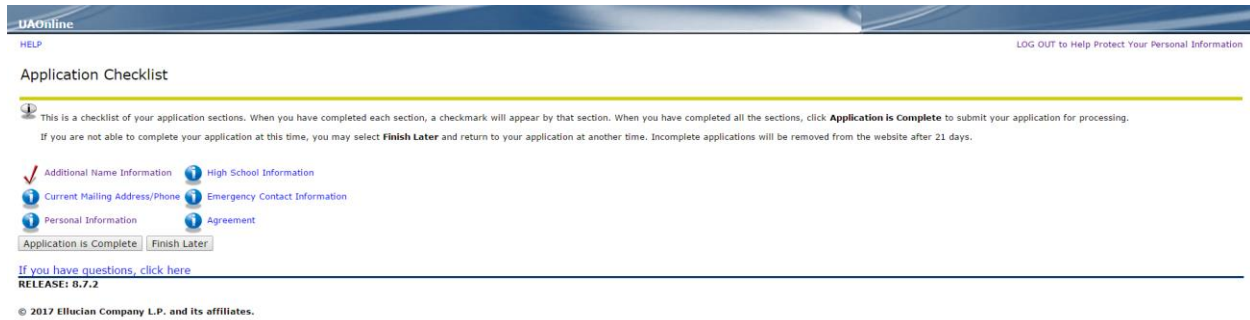 UAOnline
HELP
LOG OUT to Help Protect Your Personal Information
Application Checklist
This is a checklist of your application sections. When you have completed each section, a checkmark will appear by that section. When you have completed all the sections, click Application is Complete to submit your application for processing.
If you are not able to complete your application at this time, you may select Finish Later and return to your application at another time. Incomplete applications will be removed from the website after 21 days.
Additional Name Information High School Information
Current Mailing Address/Phone Emergency Contact Information
Personal Information Agreement
Application is Complete Finish Later
If you have questions, click here
RELEASE: 8.7.2
© 2017 Ellucian Company L.P. and its affiliates.